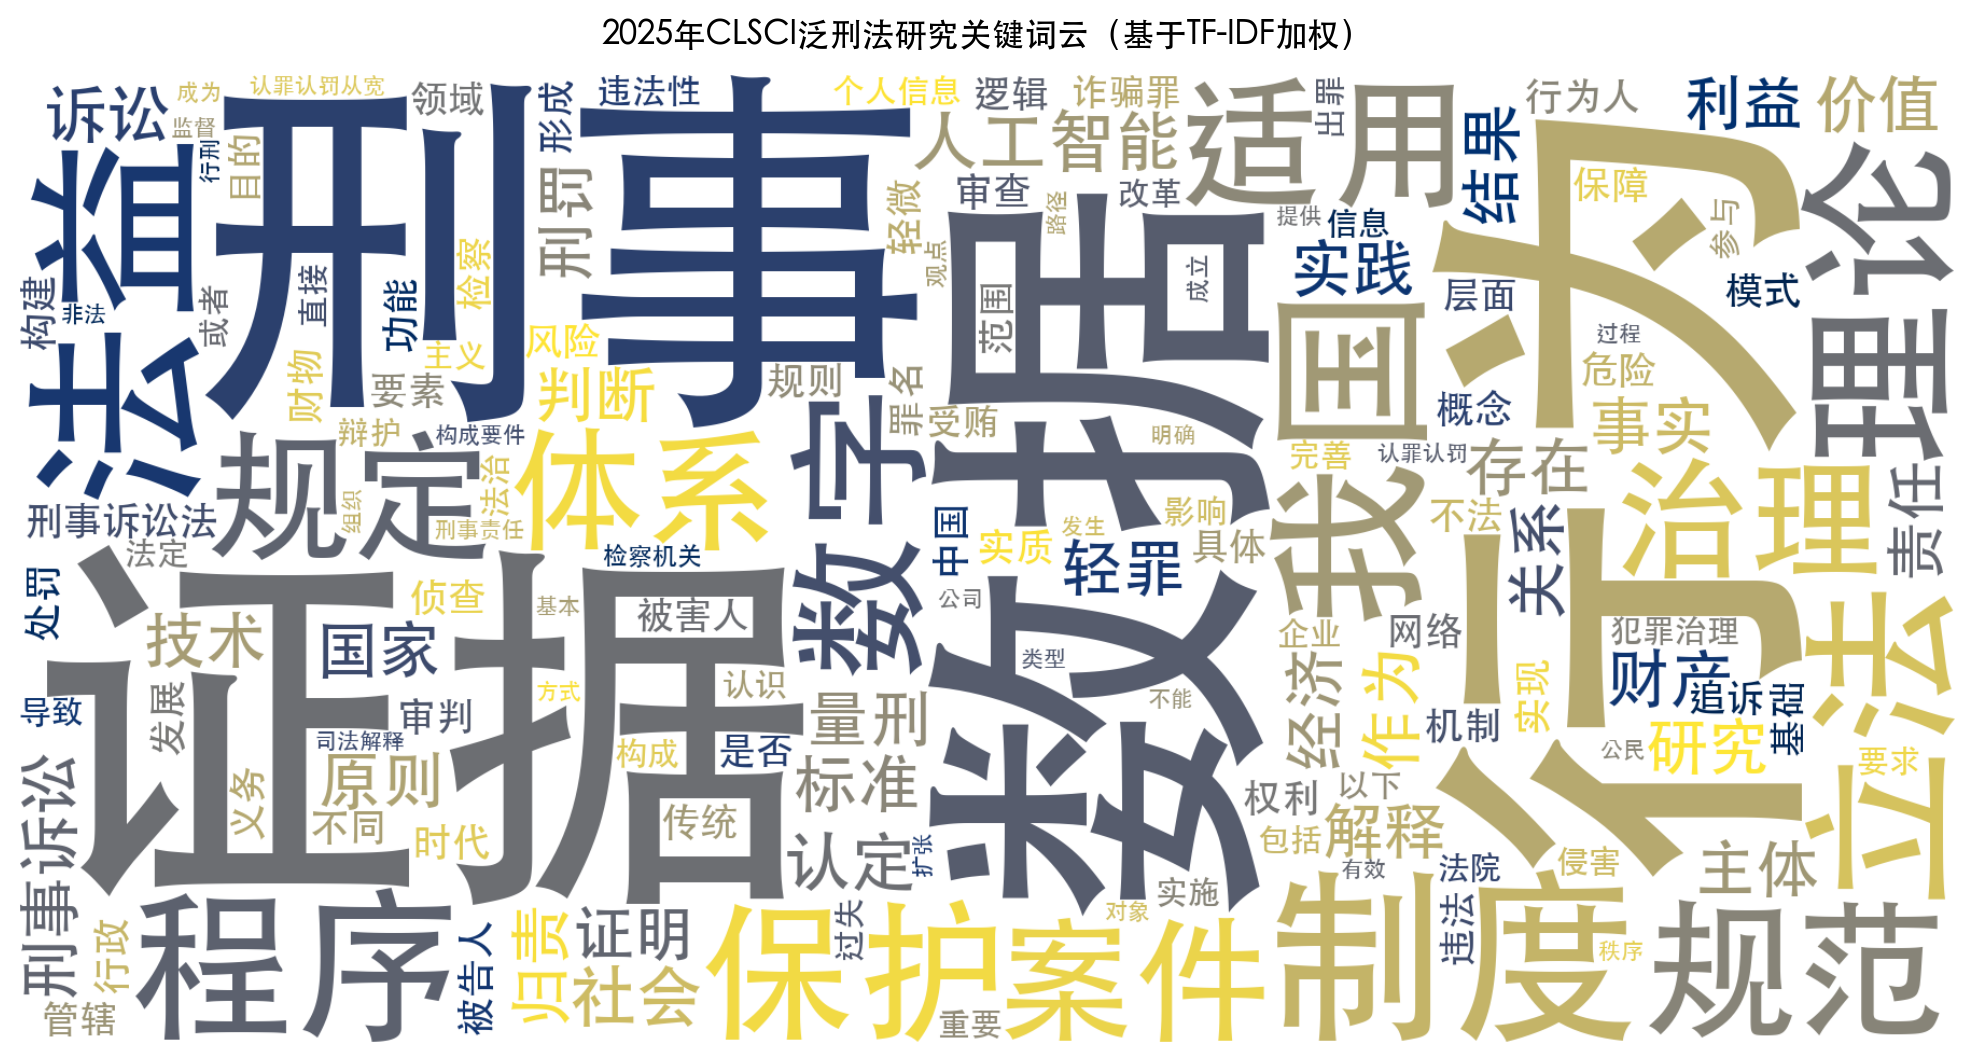 2025年CLSCI泛刑法研究关键词云（基于TF-IDF加权）
诉讼
成为
认罪认罚从宽
领域
形成
违法性
个人信息
逻辑
诈骗罪
出罪
行为人
利益
价值
监督
行刑
目的
刑事
刑罚
人工智能
适用
结果
行为
保障
参与
理论
法益
审查
改革
路径
轻微
观点
提供
信息
实践
成立
层面
模式
构建
非法
或者
直接
功能
检察
主义
风险
范围
数据
我国
过程
危险
概念
事实
财物
要素
判断
规则
罪名
受贿
数字
辩护
构成要件
明确
完善
认罪认罚
存在
治理
责任
规定
体系
法治
组织
刑事责任
刑事诉讼法
法定
检察机关
中国
实质
发生
影响
具体
轻罪
不法
关系
立法
处罚
证据
侦查
基本
被害人
公司
企业
网络
犯罪治理
技术
国家
类型
经济
作为
实现
财产
追诉
基础
导致
发展
审判
司法解释
方式
认识
不能
机制
公民
研究
要求
刑事诉讼
义务
原则
不同
构成
是否
量刑
标准
权利
以下
时代
传统
包括
解释
认定
扩张
有效
法院
侵害
主体
实施
程序
行政
管辖
被告人
归责
证明
社会
过失
保护
案件
对象
重要
制度
违法
秩序
规范